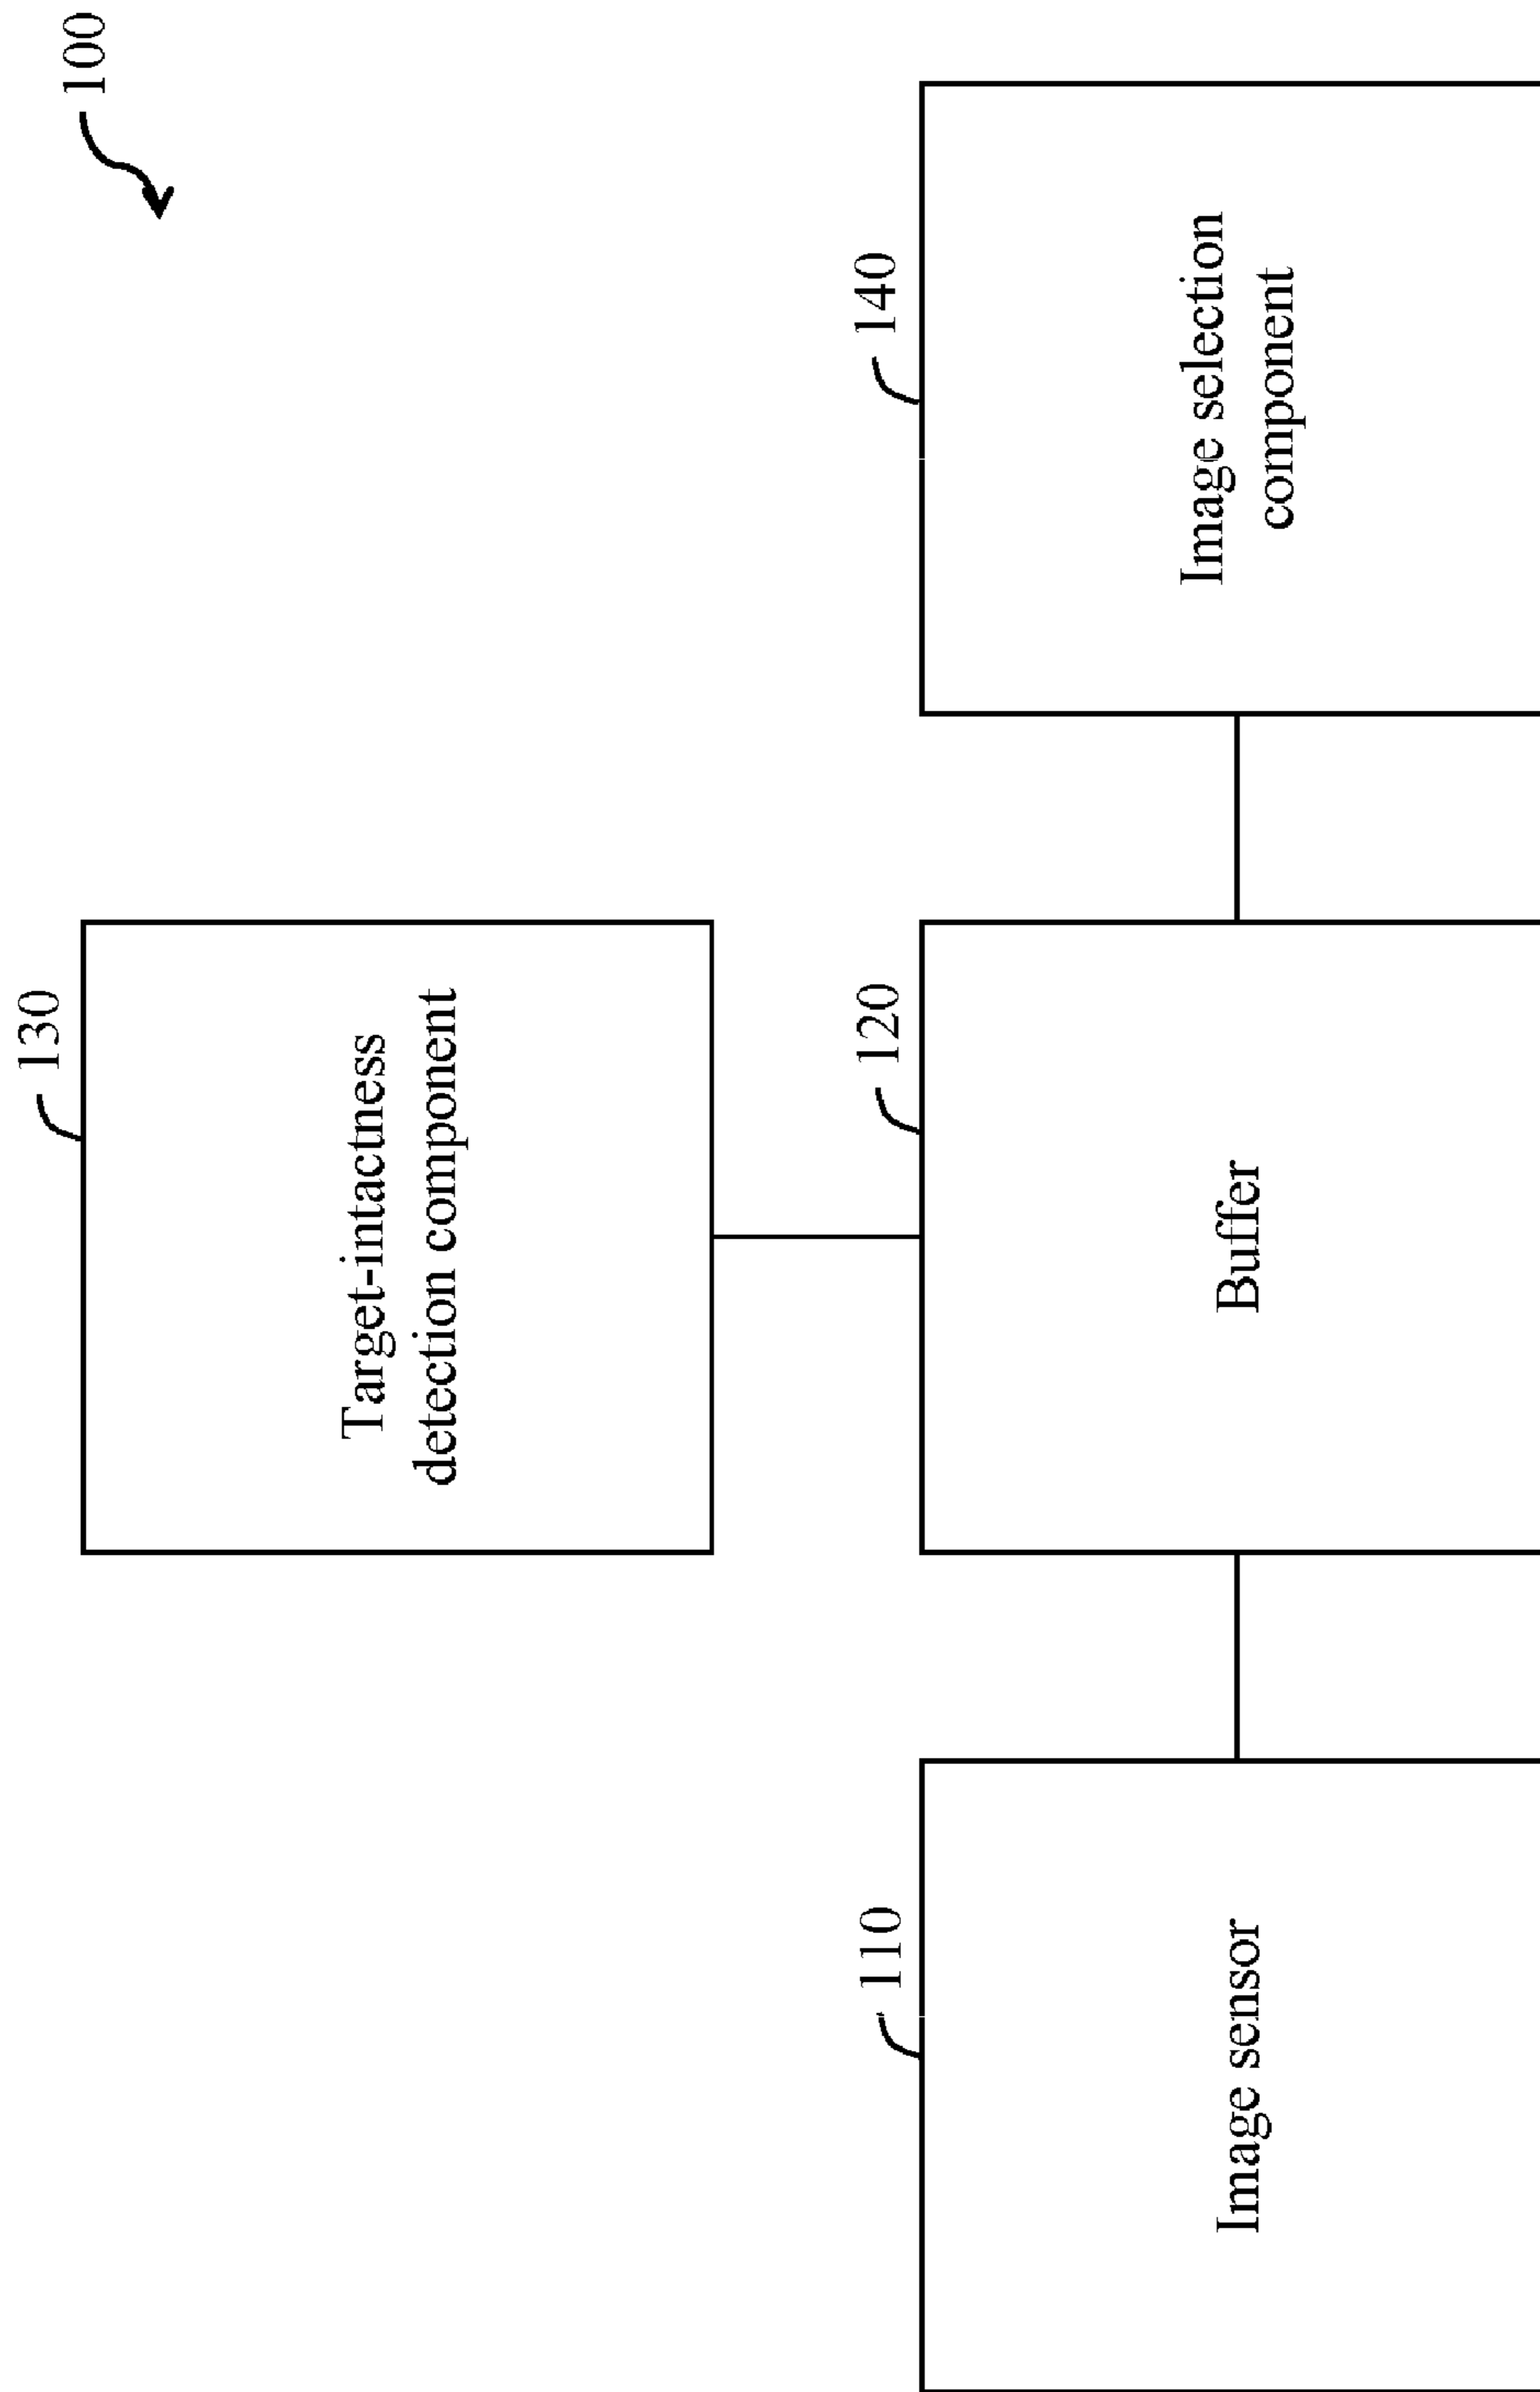 100
130
Target-intactness
detection component
110
Image sensor
120
Buffer
140
Image selection
component